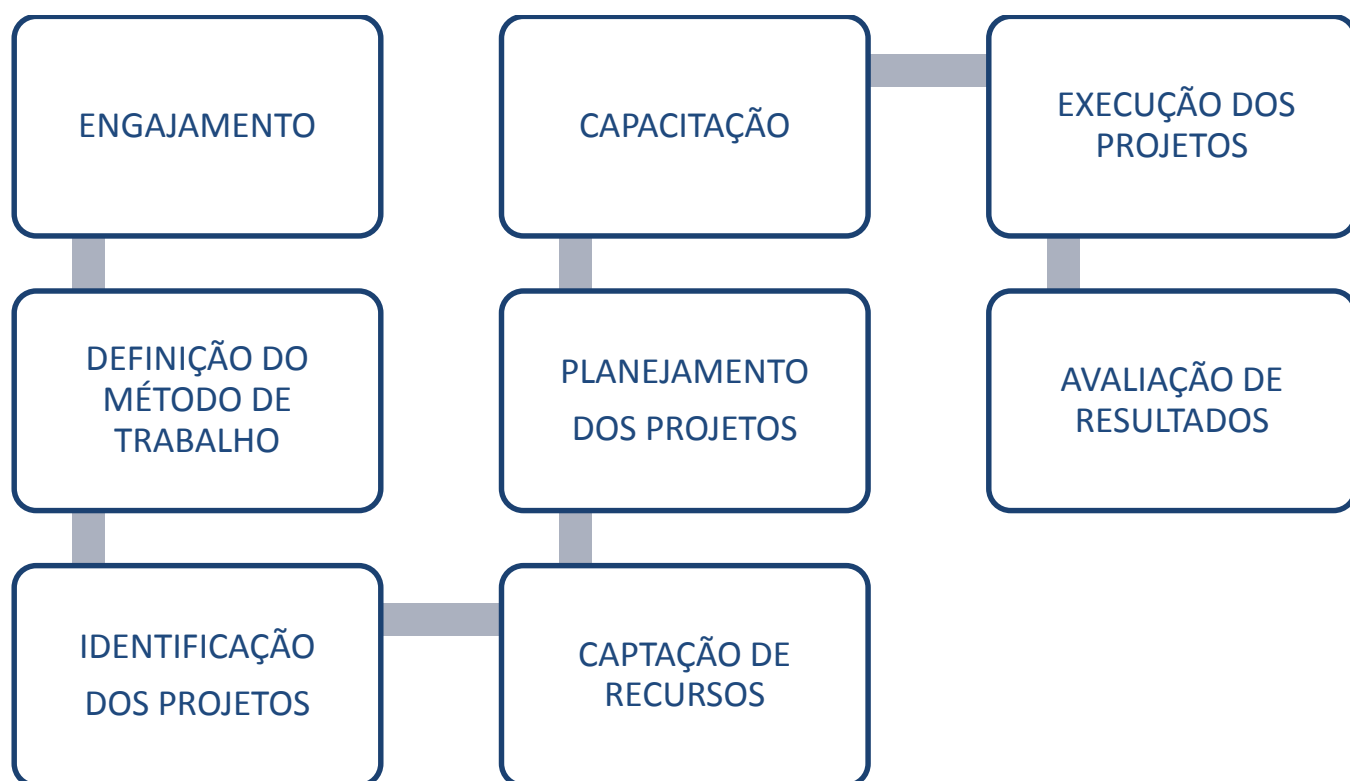 ENGAJAMENTO
DEFINIÇÃO DO
MÉTODO DE
TRABALHO
IDENTIFICAÇÃO
DOS PROJETOS
CAPTAÇÃO DE
RECURSOS
PLANEJAMENTO
DOS PROJETOS
CAPACITAÇÃO
EXECUÇÃO DOS
PROJETOS
AVALIAÇÃO DE
RESULTADOS